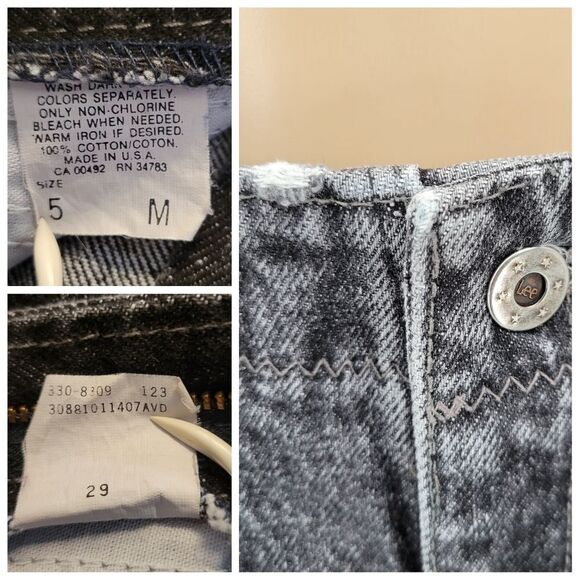 WASH DARK
COLORS SEPARATELY.
ONLY NON-CHLORINE
BLEACH WHEN NEEDED.
WARM IRON IF DESIRED.
100% COTTON/COTON.
MADE IN U.S.A.
CA 00492 RN 34783
SIZE
5 M
330-8309 123
30881011407AVD
29
Lee